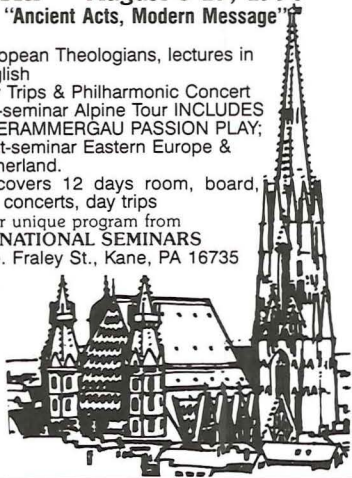 "Ancient Acts, Modern Message"
opean Theologians, lectures in
glish
Trips & Philharmonic Concert
-seminar Alpine Tour INCLUDES
ERAMMERGAU PASSION PLAY;
t-seminar Eastern Europe &
herland.
covers 12 days room, board,
concerts, day trips
r unique program from
NATIONAL SEMINARS
. Fraley St., Kane, PA 16735